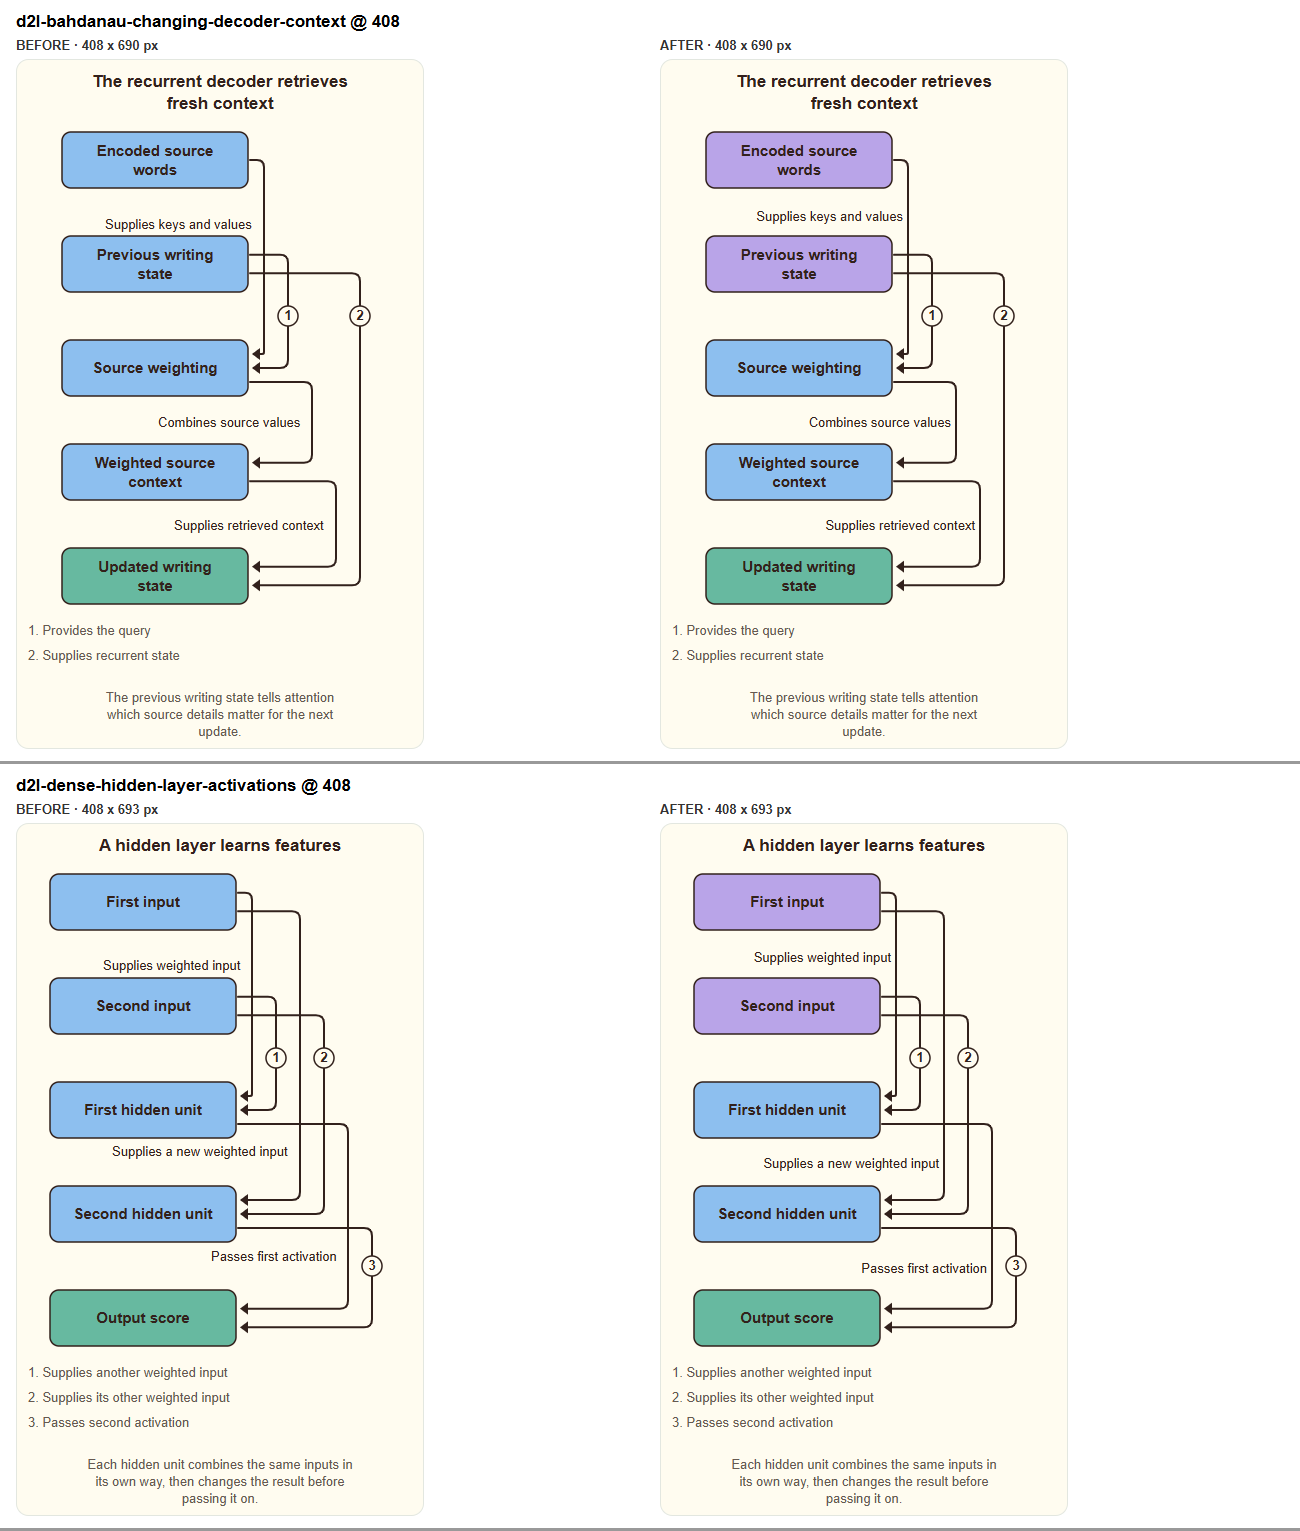 d2l-bahdanau-changing-decoder-context @ 408
BEFORE · 408 x 690 px
The recurrent decoder retrieves
fresh context
Encoded source
words
Supplies keys and values
Previous writing
state
1
2
Source weighting
Combines source values
Weighted source
context
Supplies retrieved context
Updated writing
state
1. Provides the query
2. Supplies recurrent state
The previous writing state tells attention
which source details matter for the next
update.
AFTER · 408 x 690 px
The recurrent decoder retrieves
fresh context
Encoded source
words
Supplies keys and values
Previous writing
state
1
2
Source weighting
Combines source values
Weighted source
context
Supplies retrieved context
Updated writing
state
1. Provides the query
2. Supplies recurrent state
The previous writing state tells attention
which source details matter for the next
update.
d2l-dense-hidden-layer-activations @ 408
BEFORE · 408 x 693 px
A hidden layer learns features
First input
Supplies weighted input
Second input
1
2
First hidden unit
Supplies a new weighted input
Second hidden unit
Passes first activation
3
Output score
1. Supplies another weighted input
2. Supplies its other weighted input
3. Passes second activation
Each hidden unit combines the same inputs in
its own way, then changes the result before
passing it on.
AFTER · 408 x 693 px
A hidden layer learns features
First input
Supplies weighted input
Second input
1
2
First hidden unit
Supplies a new weighted input
Second hidden unit
Passes first activation
3
Output score
1. Supplies another weighted input
2. Supplies its other weighted input
3. Passes second activation
Each hidden unit combines the same inputs in
its own way, then changes the result before
passing it on.